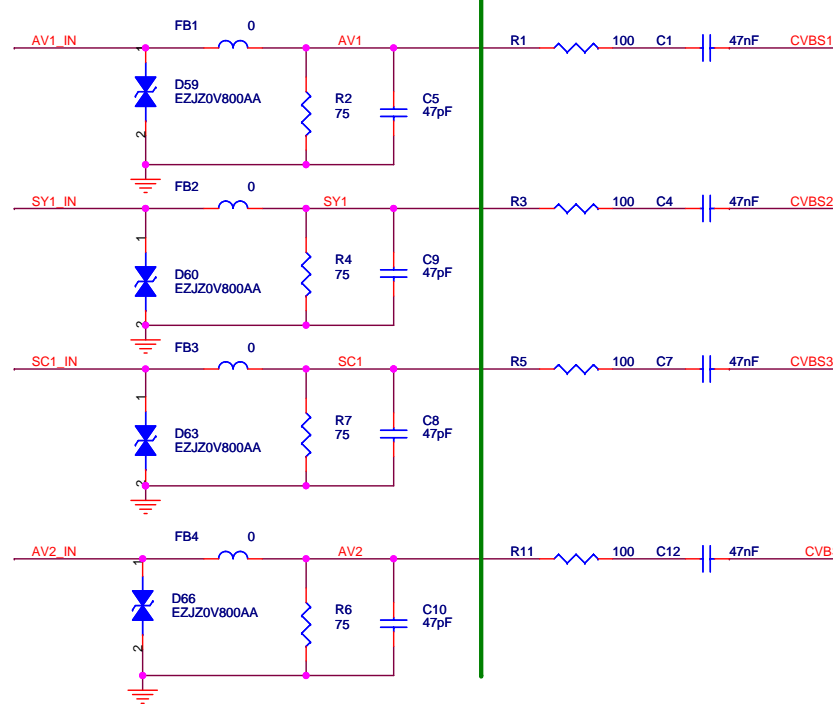 FB1 0
AV1_IN AV1 R1 100 C1 47nF CVBS1
1
D59
EZJZ0V800AA
R2
75
C5
47pF
2
FB2 0
SY1_IN SY1 R3 100 C4 47nF CVBS2
1
D60
EZJZ0V800AA
R4
75
C9
47pF
2
FB3 0
SC1_IN SC1 R5 100 C7 47nF CVBS3
1
D63
EZJZ0V800AA
R7
75
C8
47pF
2
FB4 0
AV2_IN AV2 R11 100 C12 47nF CVB
1
D66
EZJZ0V800AA
R6
75
C10
47pF
2